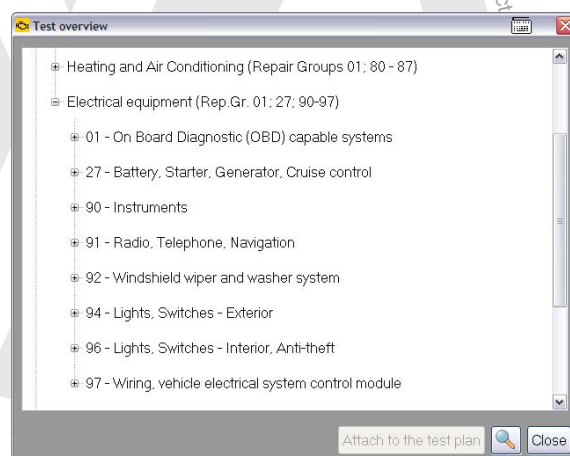 Test overview
Heating and Air Conditioning (Repair Groups 01; 80 - 87)
Electrical equipment (Rep.Gr. 01; 27; 90-97)
01 - On Board Diagnostic (OBD) capable systems
27 - Battery, Starter, Generator, Cruise control
90 - Instruments
91 - Radio, Telephone, Navigation
92 - Windshield wiper and washer system
94 - Lights, Switches - Exterior
96 - Lights, Switches - Interior, Anti-theft
97 - Wiring, vehicle electrical system control module
Attach to the test plan
Close